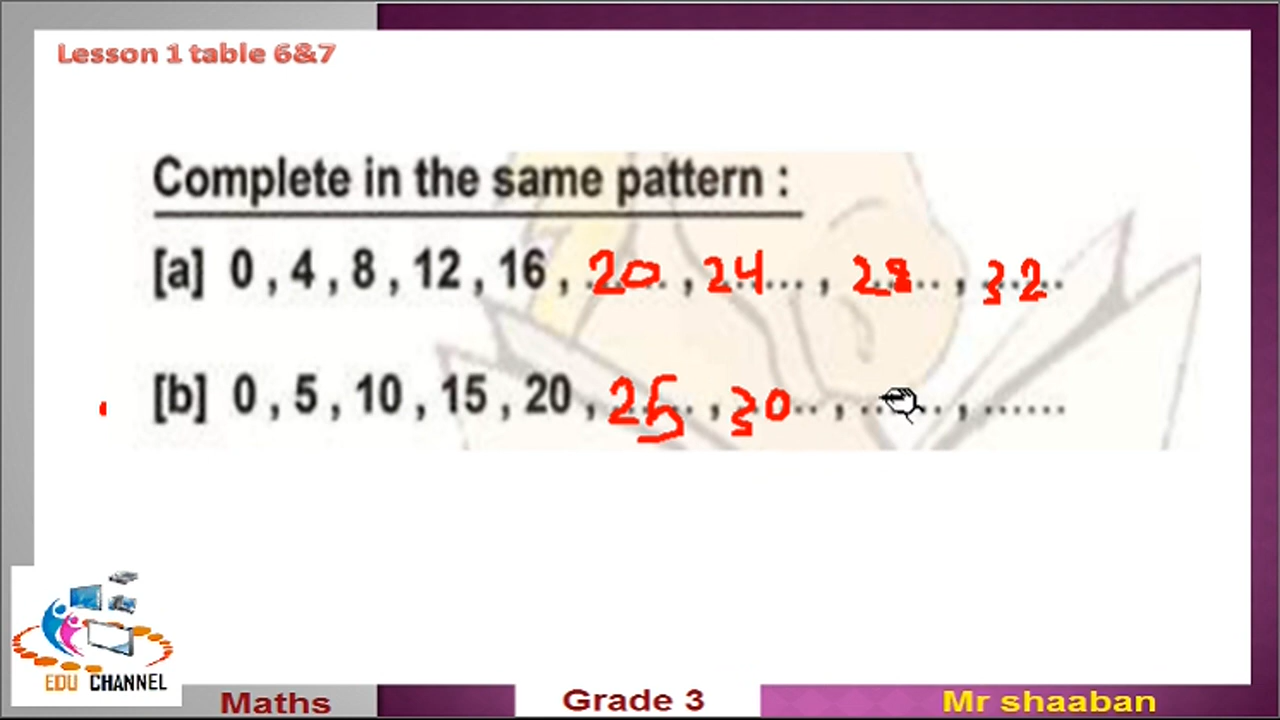 Lesson 1 table 6&7
Complete in the same pattern :
[a] 0 , 4 , 8 , 12 , 16 , 20 , 24 ...... , 28 ...... , 32 ......
[b] 0 , 5 , 10 , 15 , 20 , 25 ...... , 30 ...... , ...... , ......
EDU CHANNEL
Maths
Grade 3
Mr shaaban